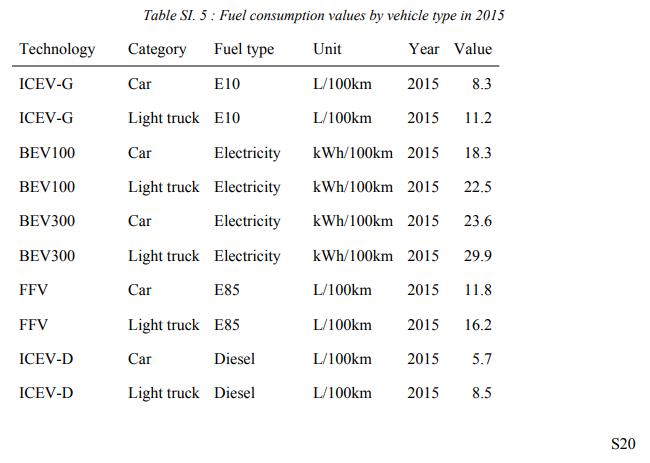 Table SI. 5 : Fuel consumption values by vehicle type in 2015
Technology Category Fuel type Unit Year Value
ICEV-G Car E10 L/100km 2015 8.3
ICEV-G Light truck E10 L/100km 2015 11.2
BEV100 Car Electricity kWh/100km 2015 18.3
BEV100 Light truck Electricity kWh/100km 2015 22.5
BEV300 Car Electricity kWh/100km 2015 23.6
BEV300 Light truck Electricity kWh/100km 2015 29.9
FFV Car E85 L/100km 2015 11.8
FFV Light truck E85 L/100km 2015 16.2
ICEV-D Car Diesel L/100km 2015 5.7
ICEV-D Light truck Diesel L/100km 2015 8.5
S20